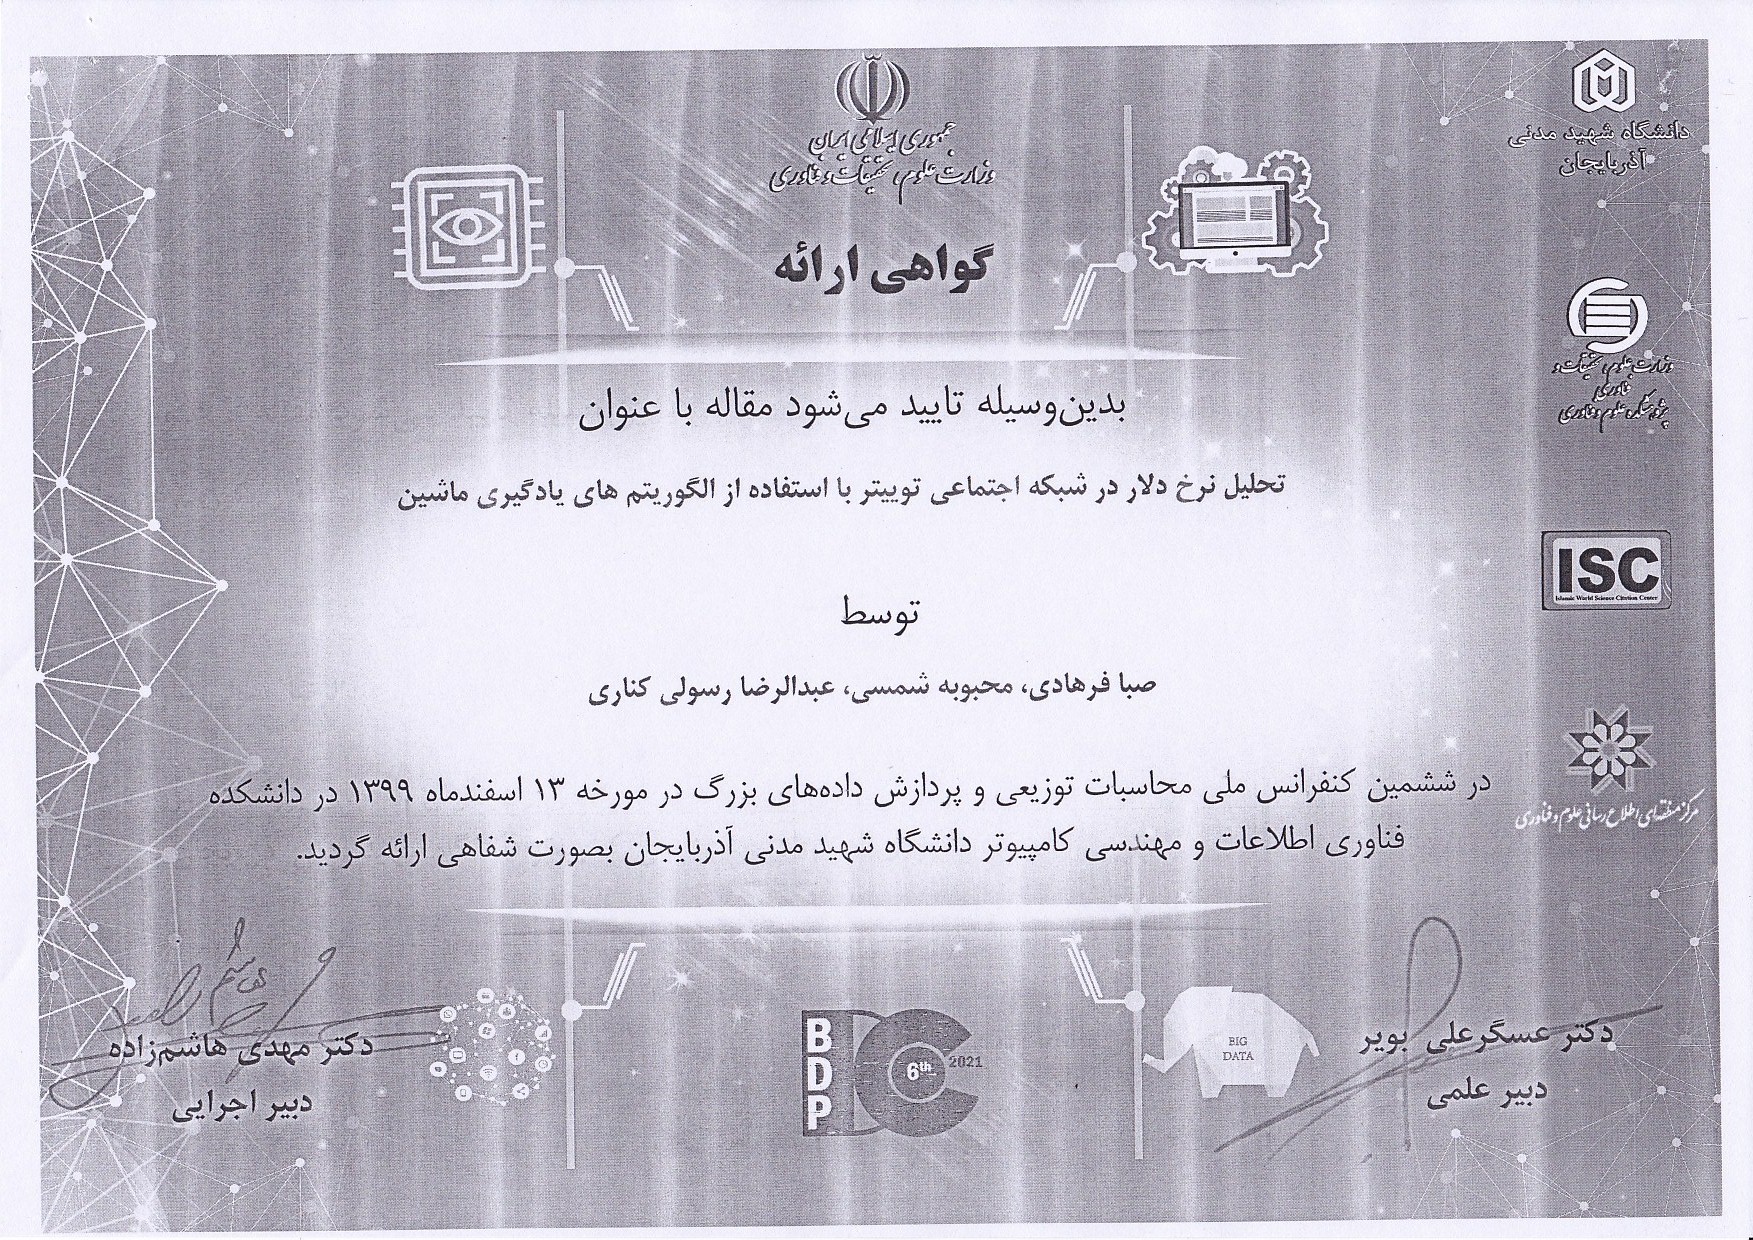 جمهوری اسلامی ایران
وزارت علوم، تحقیقات و فناوری
دانشگاه شهید مدنی
آذربایجان
گواهی ارائه
وزارت علوم، تحقیقات و
فناوری
پژوهشکده علوم و فناوری
بدین‌وسیله تایید می‌شود مقاله با عنوان
تحلیل نرخ دلار در شبکه اجتماعی توییتر با استفاده از الگوریتم های یادگیری ماشین
ISC
Islamic World Science Citation Center
توسط
صبا فرهادی، محبوبه شمسی، عبدالرضا رسولی کناری
مرکز منطقه‌ای اطلاع رسانی علوم و فناوری
در ششمین کنفرانس ملی محاسبات توزیعی و پردازش داده‌های بزرگ در مورخه ۱۳ اسفندماه ۱۳۹۹ در دانشکده
فناوری اطلاعات و مهندسی کامپیوتر دانشگاه شهید مدنی آذربایجان بصورت شفاهی ارائه گردید.
دکتر عسگرعلی بویر
دبیر علمی
BIG
DATA
BDP
DC
6th
2021
دکتر مهدی هاشم‌زاده
دبیر اجرایی